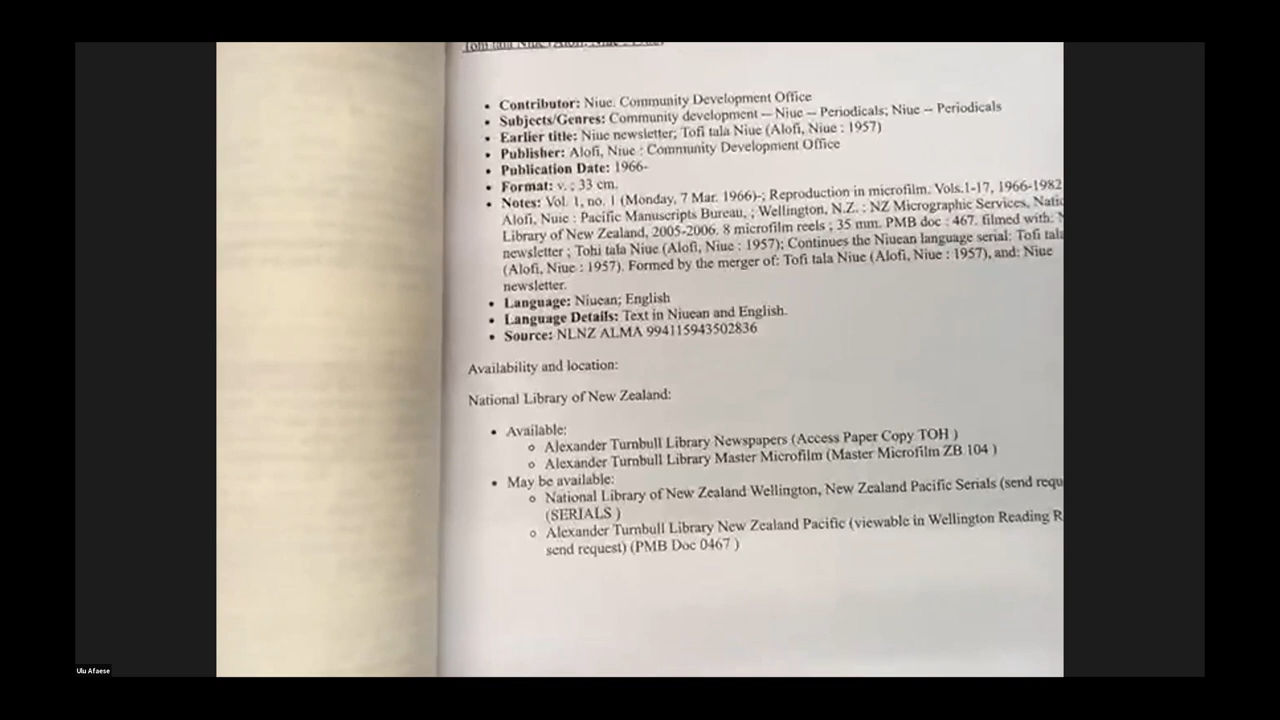 Tofi tala Niue (Alofi, Niue :
• Contributor: Niue. Community Development Office
• Subjects/Genres: Community development -- Niue -- Periodicals; Niue -- Periodicals
• Earlier title: Niue newsletter; Tofi tala Niue (Alofi, Niue : 1957)
• Publisher: Alofi, Niue : Community Development Office
• Publication Date: 1966-
• Format: v. ; 33 cm.
• Notes: Vol. 1, no. 1 (Monday, 7 Mar. 1966)-; Reproduction in microfilm. Vols.1-17, 1966-1982
Alofi, Nuie : Pacific Manuscripts Bureau, ; Wellington, N.Z. : NZ Micrographic Services,
Library of New Zealand, 2005-2006. 8 microfilm reels ; 35 mm. PMB doc : 467. filmed with:
newsletter ; Tohi tala Niue (Alofi, Niue : 1957); Continues the Niuean language serial: Tofi tala
(Alofi, Niue : 1957). Formed by the merger of: Tofi tala Niue (Alofi, Niue : 1957), and: Niue
newsletter.
• Language: Niuean; English
• Language Details: Text in Niuean and English.
• Source: NLNZ ALMA 994115943502836
Availability and location:
National Library of New Zealand:
• Available:
o Alexander Turnbull Library Newspapers (Access Paper Copy TOH )
o Alexander Turnbull Library Master Microfilm (Master Microfilm ZB 104 )
• May be available:
o National Library of New Zealand Wellington, New Zealand Pacific Serials (send requ
(SERIALS )
o Alexander Turnbull Library New Zealand Pacific (viewable in Wellington Reading R
send request) (PMB Doc 0467 )
Ulu Afaese